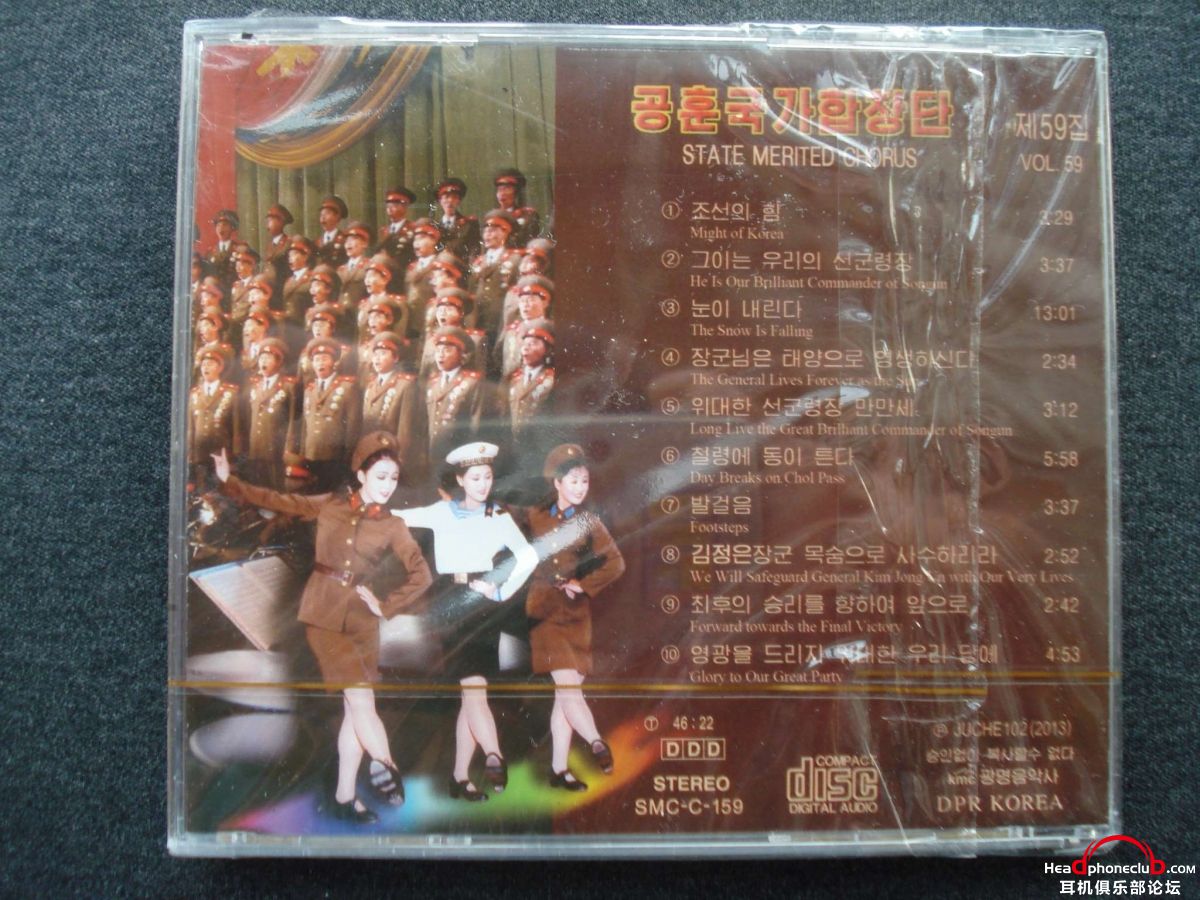 공훈국가합창단
제59집
STATE MERITED CHORUS
VOL. 59
① 조선의 힘 3:29
Might of Korea
② 그이는 우리의 선군령장 3:37
He Is Our Brilliant Commander of Songun
③ 눈이 내린다 13:01
The Snow Is Falling
④ 장군님은 태양으로 영생하신다 2:34
The General Lives Forever as the Sun
⑤ 위대한 선군령장 만만세 3:12
Long Live the Great Brilliant Commander of Songun
⑥ 철령에 동이 튼다 5:58
Day Breaks on Chol Pass
⑦ 발걸음 3:37
Footsteps
⑧ 김정은장군 목숨으로 사수하리라 2:52
We Will Safeguard General Kim Jong Un with Our Very Lives
⑨ 최후의 승리를 향하여 앞으로 2:42
Forward towards the Final Victory
⑩ 영광을 드리자 위대한 우리 당에 4:53
Glory to Our Great Party
Ⓣ 46:22
DDD
STEREO
SMC-C-159
COMPACT
disc
DIGITAL AUDIO
℗ JUCHE102(2013)
승인없이 복사할수 없다
kmc 광명음악사
DPR KOREA
Headphoneclub.com
耳机俱乐部论坛